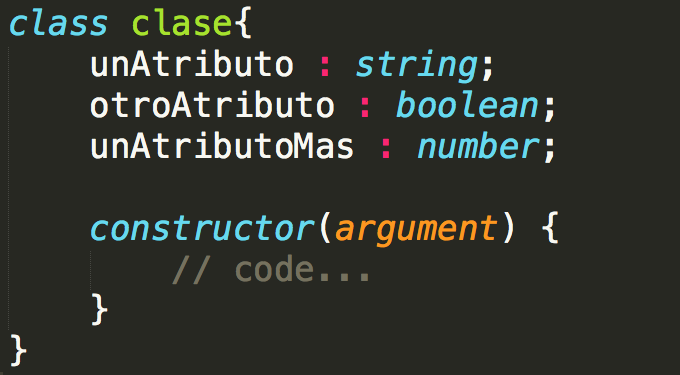 class clase{
unAtributo : string;
otroAtributo : boolean;
unAtributoMas : number;
constructor(argument) {
// code...
}
}